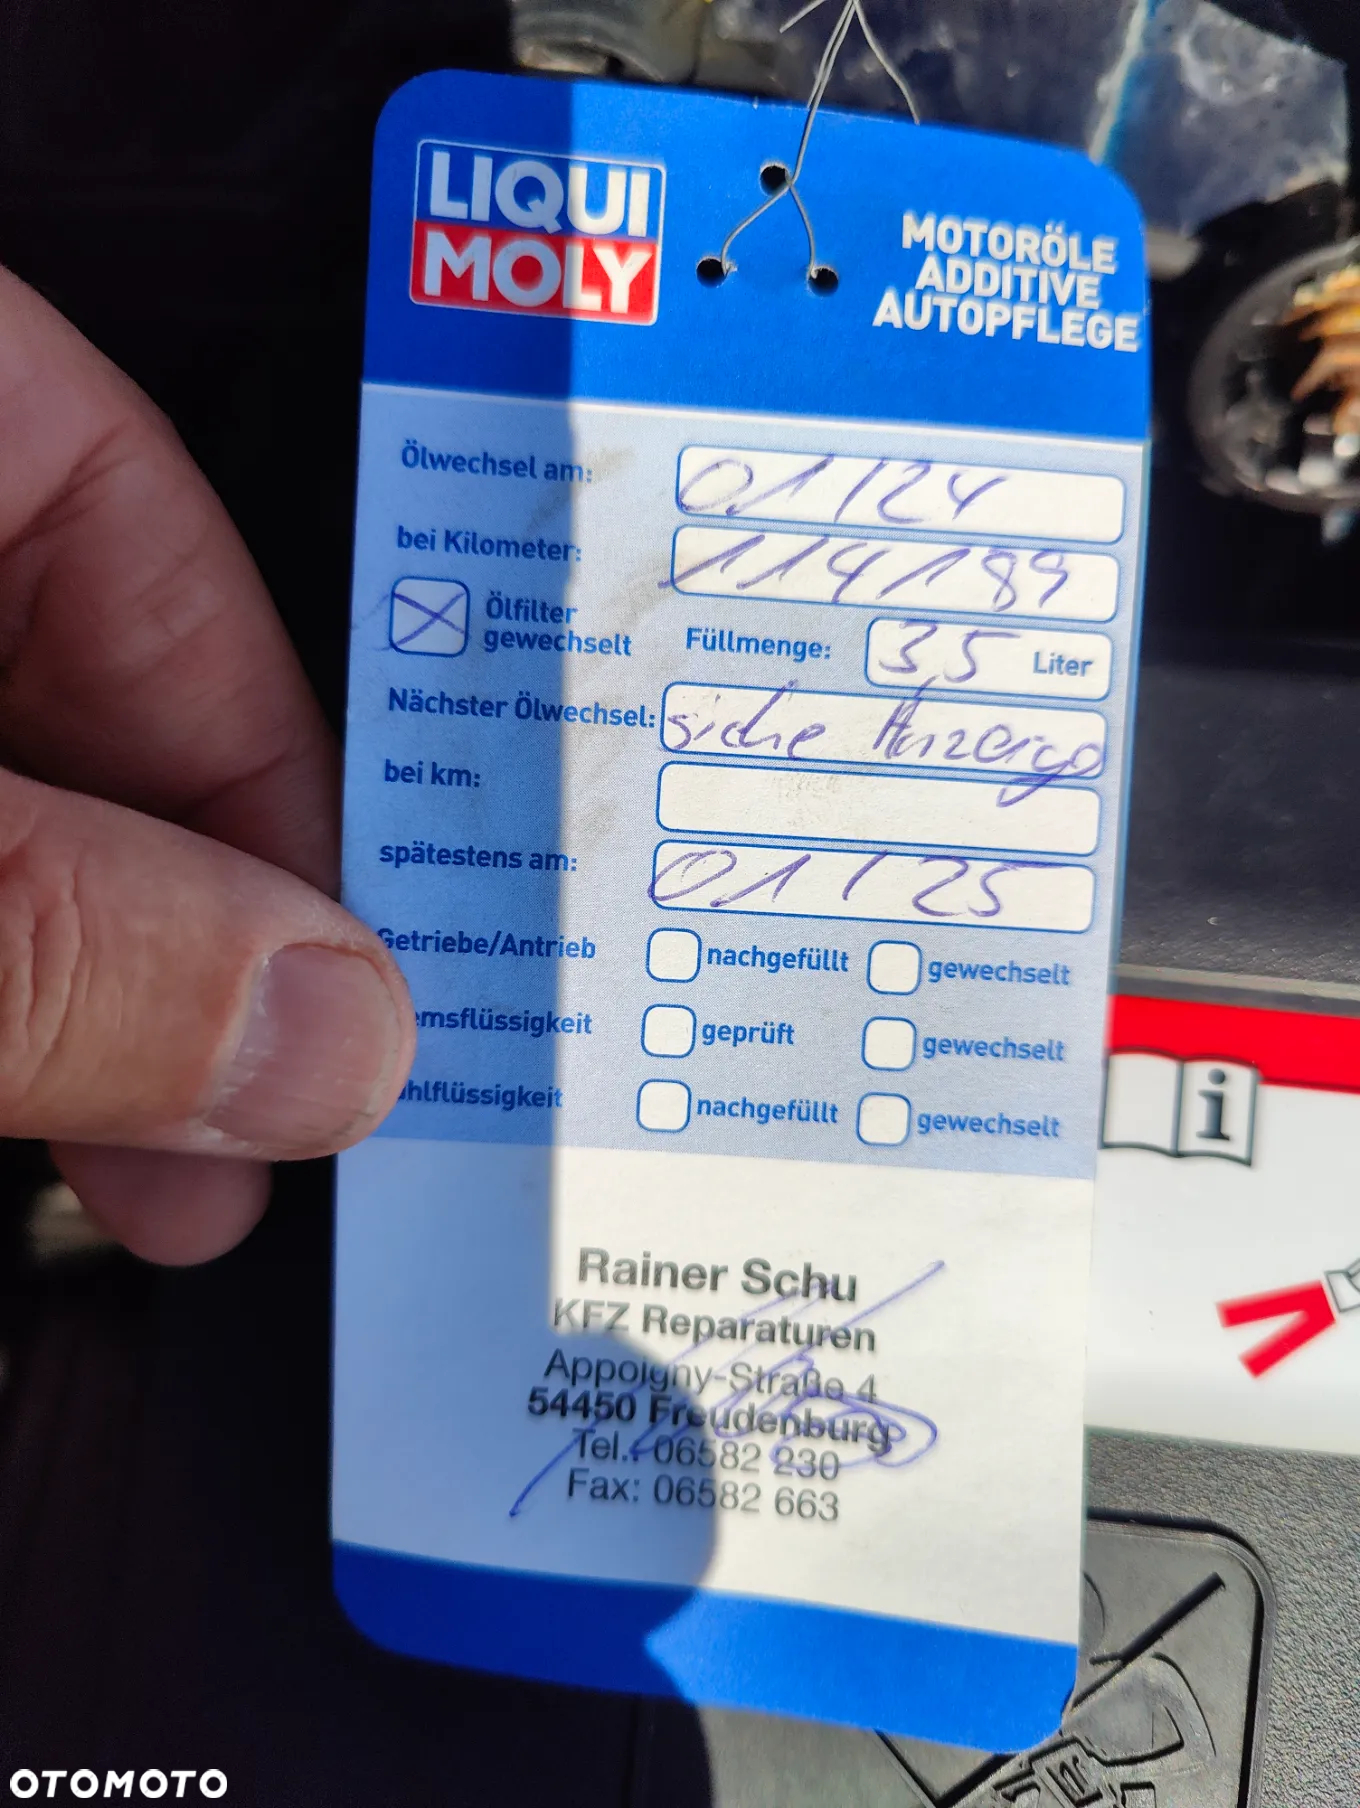 LIQUI
MOLY
MOTORÖLE
ADDITIVE
AUTOPFLEGE
Ölwechsel am: 01/24
bei Kilometer: 114189
Ölfilter
gewechselt
Füllmenge: 3,5 Liter
Nächster Ölwechsel: siehe Anzeige
bei km:
spätestens am: 01/25
Getriebe/Antrieb nachgefüllt gewechselt
emsflüssigkeit geprüft gewechselt
hlflüssigkeit nachgefüllt gewechselt
Rainer Schu
KFZ Reparaturen
Appoigny-Straße 4
54450 Freudenburg
Tel.: 06582 230
Fax: 06582 663
OTOMOTO